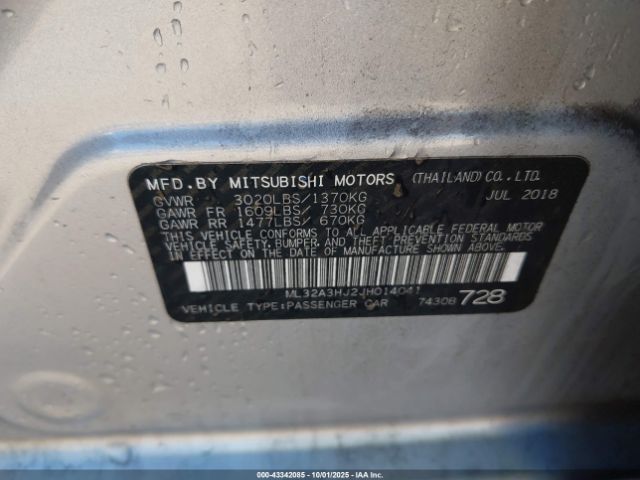 MFD.BY MITSUBISHI MOTORS (THAILAND) CO.,LTD.
GVWR 3020LBS/1370KG JUL 2018
GAWR FR 1609LBS/ 730KG
GAWR RR 1477LBS/ 670KG
THIS VEHICLE CONFORMS TO ALL APPLICABLE FEDERAL MOTOR
VEHICLE SAFETY, BUMPER, AND THEFT PREVENTION STANDARDS
IN EFFECT ON THE DATE OF MANUFACTURE SHOWN ABOVE.
ML32A3HJ2JH014041
VEHICLE TYPE:PASSENGER CAR 7430B 728
000-43342085 | 10/01/2025 | IAAI.COM